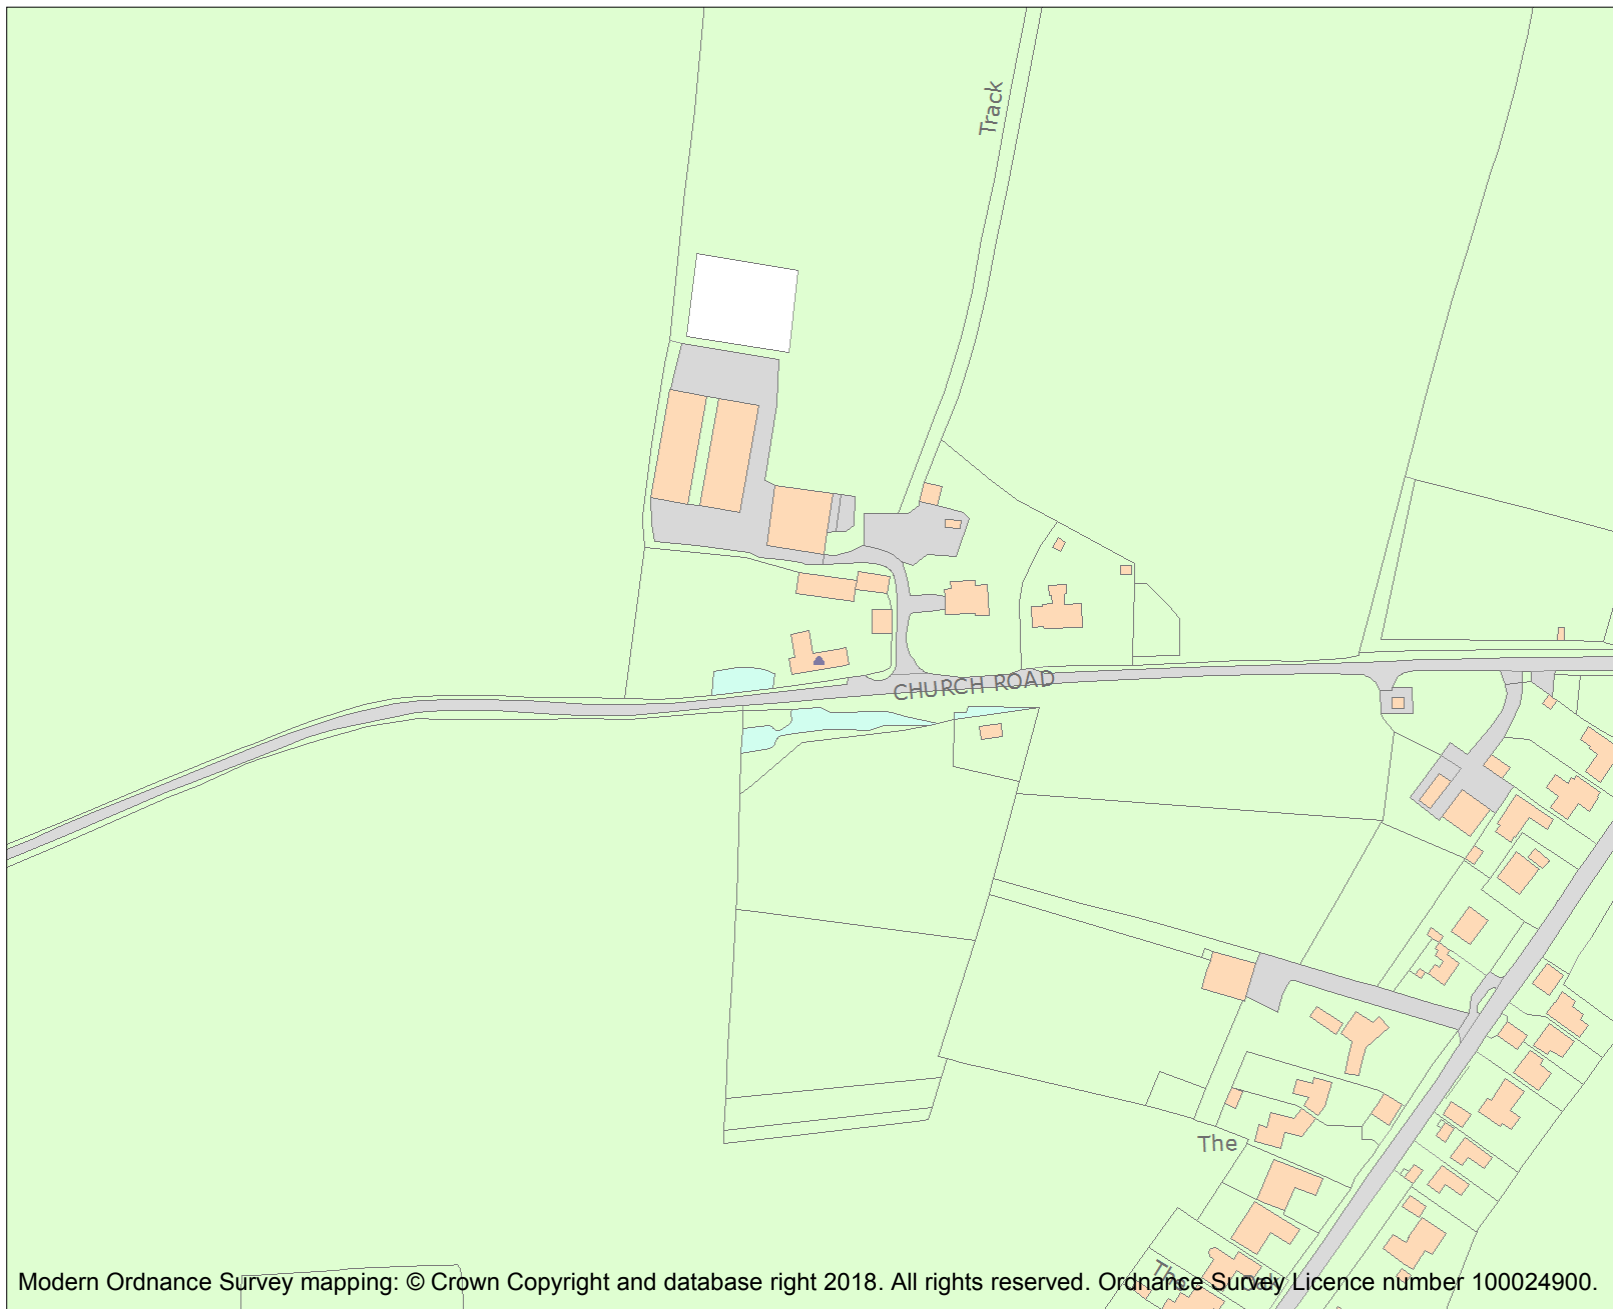 Track
CHURCH ROAD
The
The
Modern Ordnance Survey mapping: © Crown Copyright and database right 2018. All rights reserved. Ordnance Survey Licence number 100024900.